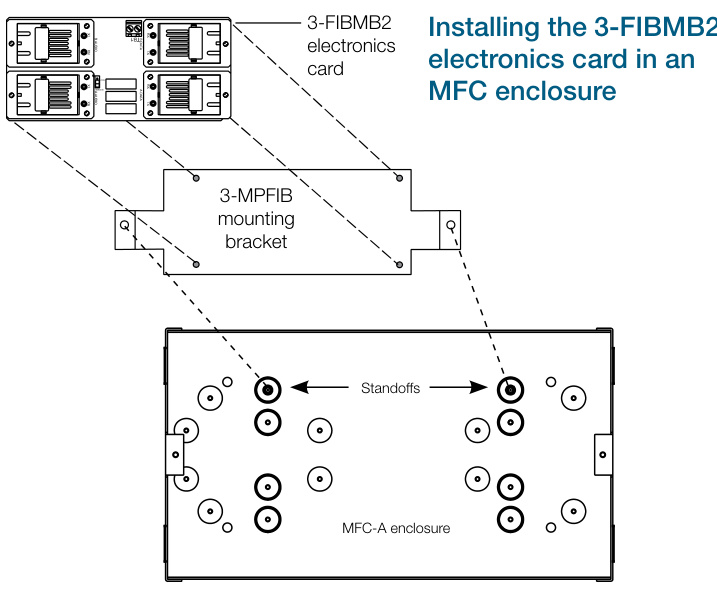 3-FIBMB2
electronics
card
Installing the 3-FIBMB2
electronics card in an
MFC enclosure
3-MPFIB
mounting
bracket
Standoffs
MFC-A enclosure